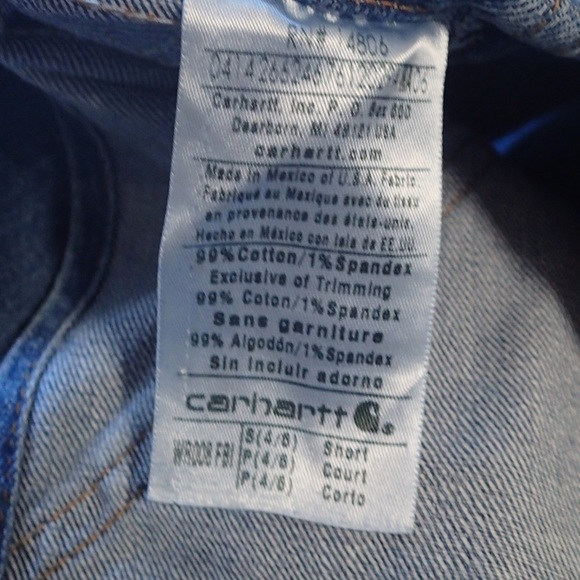 RN# 14806
Carhartt, Inc. P. O. Box 600
Dearborn, MI 48121 USA
carhartt.com
Made in Mexico of U.S.A. Fabric.
Fabriqué au Mexique avec du tissu
en provenance des états-unis.
Hecho en México con tela de EE.UU.
99%Cotton/1%Spandex
Exclusive of Trimming
99% Coton/1%Spandex
Sans garniture
99% Algodón/1%Spandex
Sin incluir adorno
carhartt
WR008 FBI
S(4/6) Short
P(4/6) Court
P(4/6) Corto